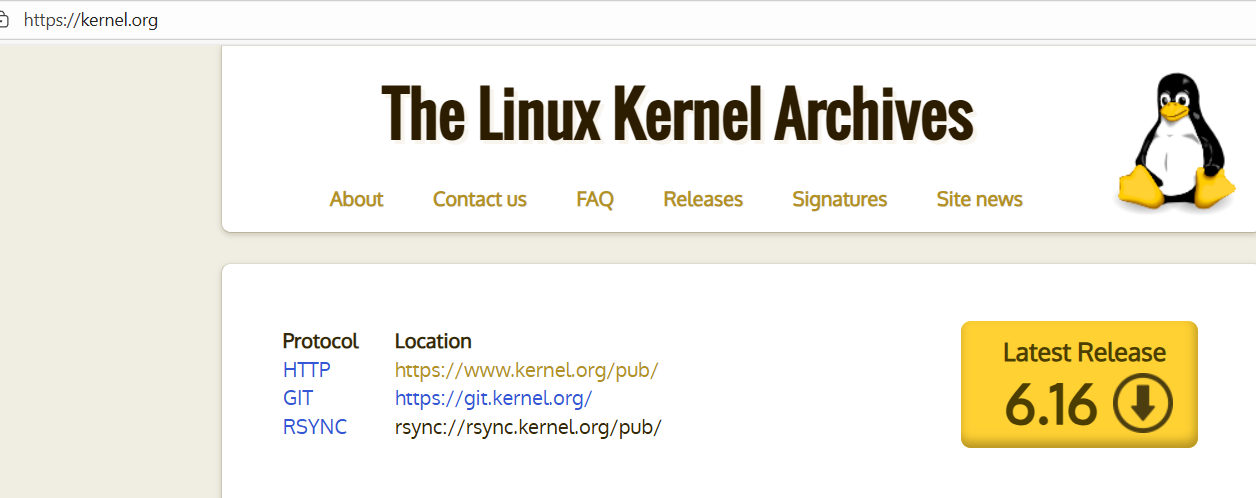 https://kernel.org
The Linux Kernel Archives
About Contact us FAQ Releases Signatures Site news
Protocol Location
HTTP https://www.kernel.org/pub/
GIT https://git.kernel.org/
RSYNC rsync://rsync.kernel.org/pub/
Latest Release
6.16